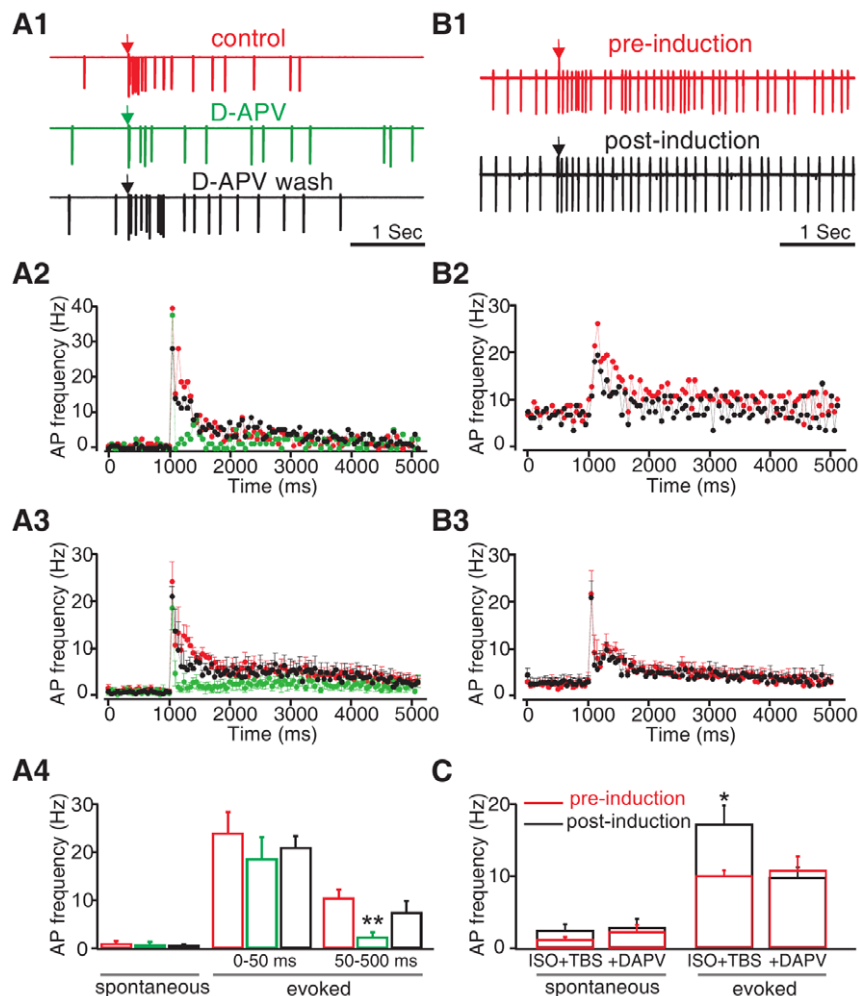 A1
control
D-APV
D-APV wash
1 Sec
B1
pre-induction
post-induction
1 Sec
A2
AP frequency (Hz)
40
30
20
10
0
0 1000 2000 3000 4000 5000
Time (ms)
B2
AP frequency (Hz)
30
20
10
0
0 1000 2000 3000 4000 5000
Time (ms)
A3
AP frequency (Hz)
30
20
10
0
0 1000 2000 3000 4000 5000
Time (ms)
B3
AP frequency (Hz)
30
20
10
0
0 1000 2000 3000 4000 5000
Time (ms)
A4
AP frequency (Hz)
30
20
10
0
**
0-50 ms 50-500 ms
spontaneous evoked
C
AP frequency (Hz)
20
10
0
pre-induction
post-induction
*
ISO+TBS +DAPV ISO+TBS +DAPV
spontaneous evoked